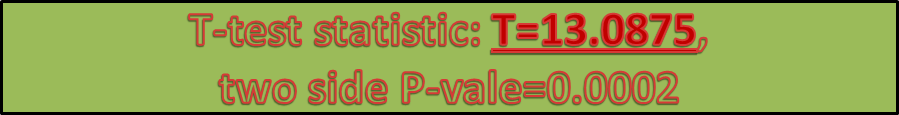 T-test statistic: T=13.0875,
two side P-vale=0.0002